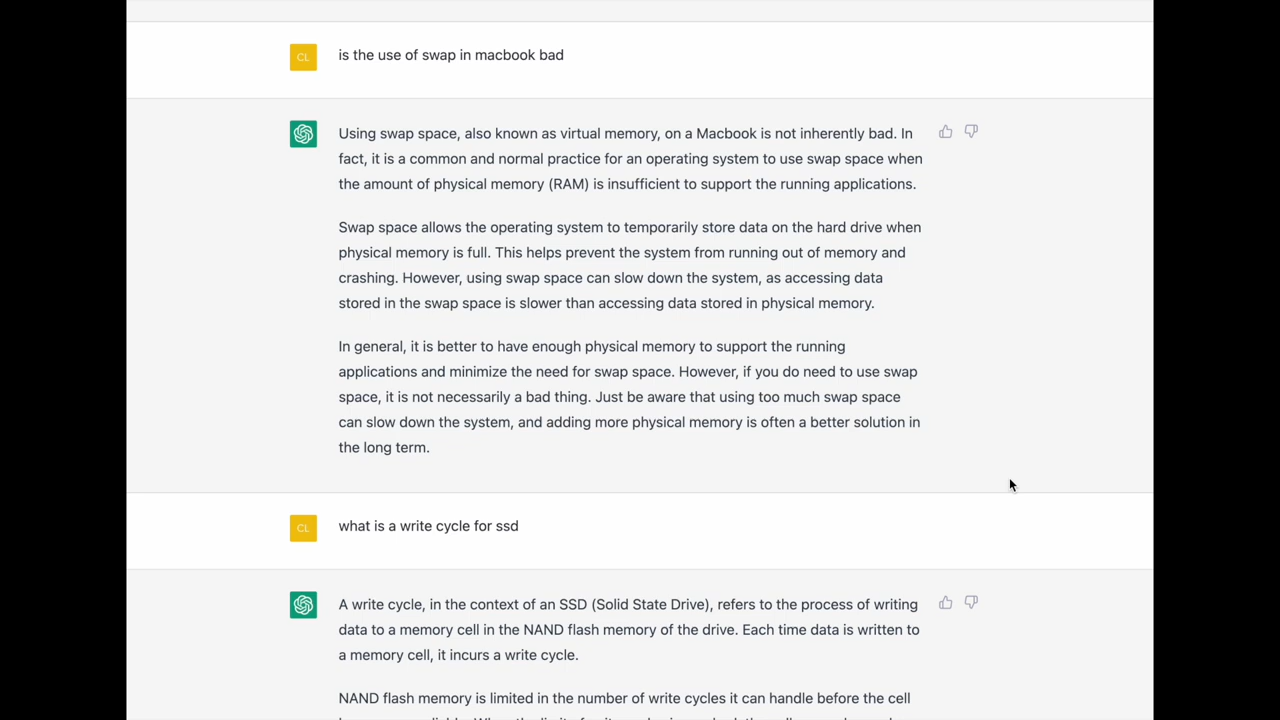 CL
is the use of swap in macbook bad
Using swap space, also known as virtual memory, on a Macbook is not inherently bad. In
fact, it is a common and normal practice for an operating system to use swap space when
the amount of physical memory (RAM) is insufficient to support the running applications.
Swap space allows the operating system to temporarily store data on the hard drive when
physical memory is full. This helps prevent the system from running out of memory and
crashing. However, using swap space can slow down the system, as accessing data
stored in the swap space is slower than accessing data stored in physical memory.
In general, it is better to have enough physical memory to support the running
applications and minimize the need for swap space. However, if you do need to use swap
space, it is not necessarily a bad thing. Just be aware that using too much swap space
can slow down the system, and adding more physical memory is often a better solution in
the long term.
CL
what is a write cycle for ssd
A write cycle, in the context of an SSD (Solid State Drive), refers to the process of writing
data to a memory cell in the NAND flash memory of the drive. Each time data is written to
a memory cell, it incurs a write cycle.
NAND flash memory is limited in the number of write cycles it can handle before the cell